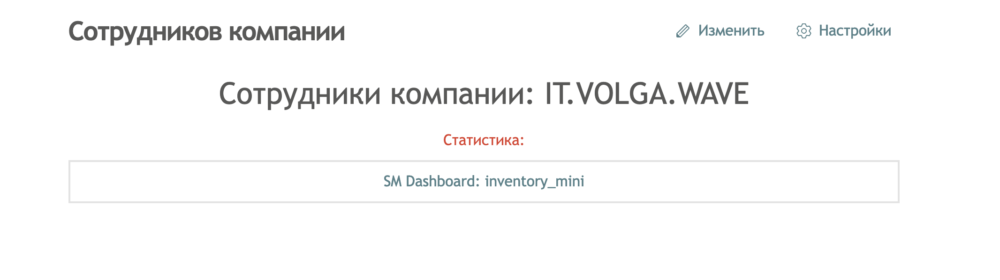 Сотрудников компании
Изменить
Настройки
Сотрудники компании: IT.VOLGA.WAVE
Статистика:
SM Dashboard: inventory_mini